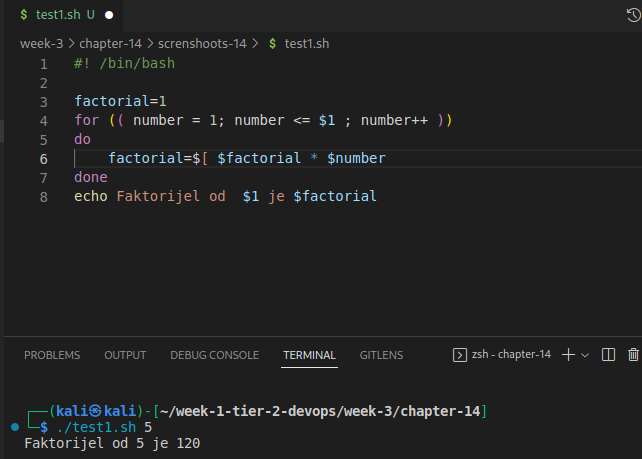 $ test1.sh U
week-3 > chapter-14 > screnshoots-14 > $ test1.sh
1 #! /bin/bash
2
3 factorial=1
4 for (( number = 1; number <= $1 ; number++ ))
5 do
6     factorial=$[ $factorial * $number
7 done
8 echo Faktorijel od  $1 je $factorial
PROBLEMS OUTPUT DEBUG CONSOLE TERMINAL GITLENS zsh - chapter-14
┌──(kali㉿kali)-[~/week-1-tier-2-devops/week-3/chapter-14]
└─$ ./test1.sh 5
Faktorijel od 5 je 120